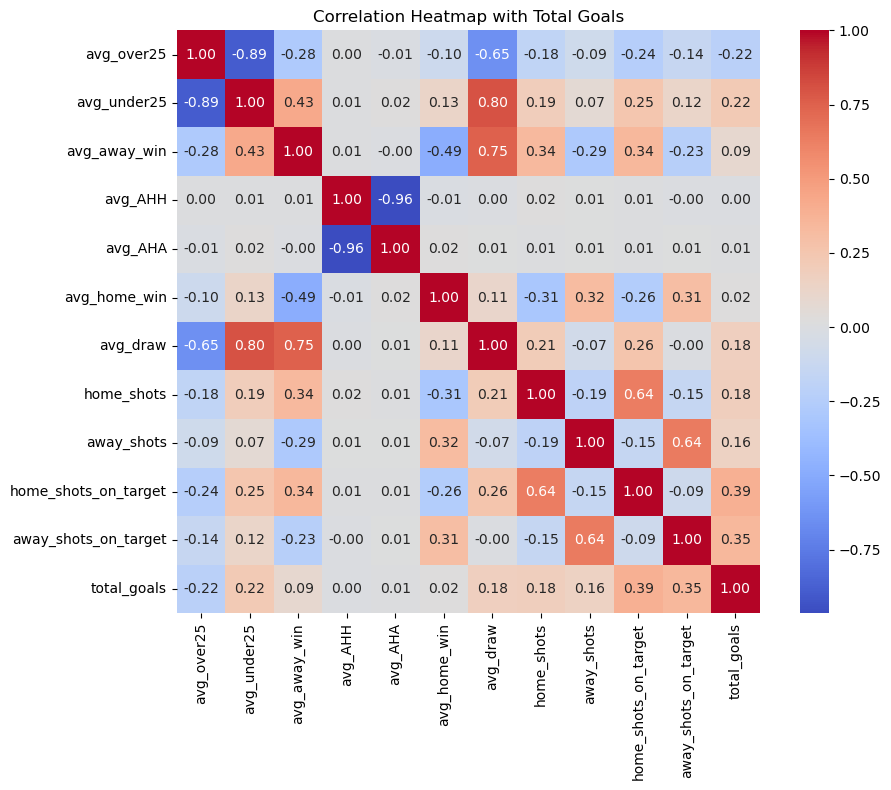 Correlation Heatmap with Total Goals
avg_over25 1.00 -0.89 -0.28 0.00 -0.01 -0.10 -0.65 -0.18 -0.09 -0.24 -0.14 -0.22
avg_under25 -0.89 1.00 0.43 0.01 0.02 0.13 0.80 0.19 0.07 0.25 0.12 0.22
avg_away_win -0.28 0.43 1.00 0.01 -0.00 -0.49 0.75 0.34 -0.29 0.34 -0.23 0.09
avg_AHH 0.00 0.01 0.01 1.00 -0.96 -0.01 0.00 0.02 0.01 0.01 -0.00 0.00
avg_AHA -0.01 0.02 -0.00 -0.96 1.00 0.02 0.01 0.01 0.01 0.01 0.01 0.01
avg_home_win -0.10 0.13 -0.49 -0.01 0.02 1.00 0.11 -0.31 0.32 -0.26 0.31 0.02
avg_draw -0.65 0.80 0.75 0.00 0.01 0.11 1.00 0.21 -0.07 0.26 -0.00 0.18
home_shots -0.18 0.19 0.34 0.02 0.01 -0.31 0.21 1.00 -0.19 0.64 -0.15 0.18
away_shots -0.09 0.07 -0.29 0.01 0.01 0.32 -0.07 -0.19 1.00 -0.15 0.64 0.16
home_shots_on_target -0.24 0.25 0.34 0.01 0.01 -0.26 0.26 0.64 -0.15 1.00 -0.09 0.39
away_shots_on_target -0.14 0.12 -0.23 -0.00 0.01 0.31 -0.00 -0.15 0.64 -0.09 1.00 0.35
total_goals -0.22 0.22 0.09 -0.00 0.01 0.02 0.18 0.18 0.16 0.39 0.35 1.00
avg_over25
avg_under25
avg_away_win
avg_AHH
avg_AHA
avg_home_win
avg_draw
home_shots
away_shots
home_shots_on_target
away_shots_on_target
total_goals
1.00
0.75
0.50
0.25
0.00
−0.25
−0.50
−0.75